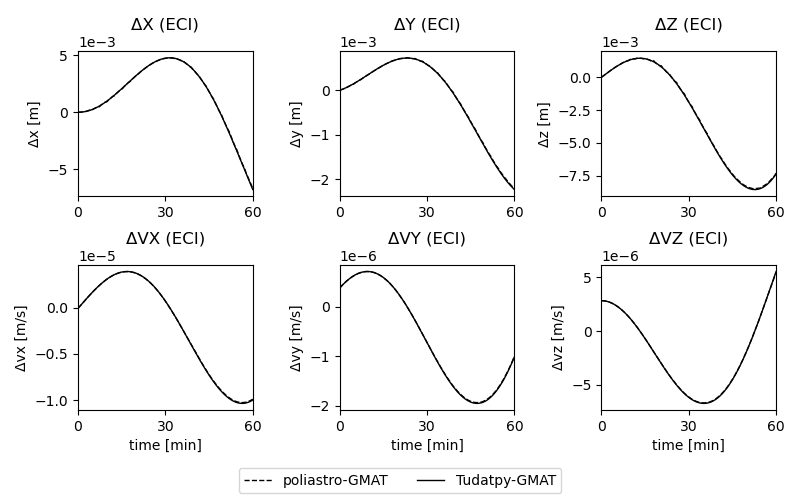 ΔX (ECI)
1e−3
5
0
−5
Δx [m]
0 30 60
ΔY (ECI)
1e−3
0
−1
−2
Δy [m]
0 30 60
ΔZ (ECI)
1e−3
0.0
−2.5
−5.0
−7.5
Δz [m]
0 30 60
ΔVX (ECI)
1e−5
0.0
−0.5
−1.0
Δvx [m/s]
0 30 60
time [min]
ΔVY (ECI)
1e−6
0
−1
−2
Δvy [m/s]
0 30 60
time [min]
ΔVZ (ECI)
1e−6
5
0
−5
Δvz [m/s]
0 30 60
time [min]
poliastro-GMAT Tudatpy-GMAT